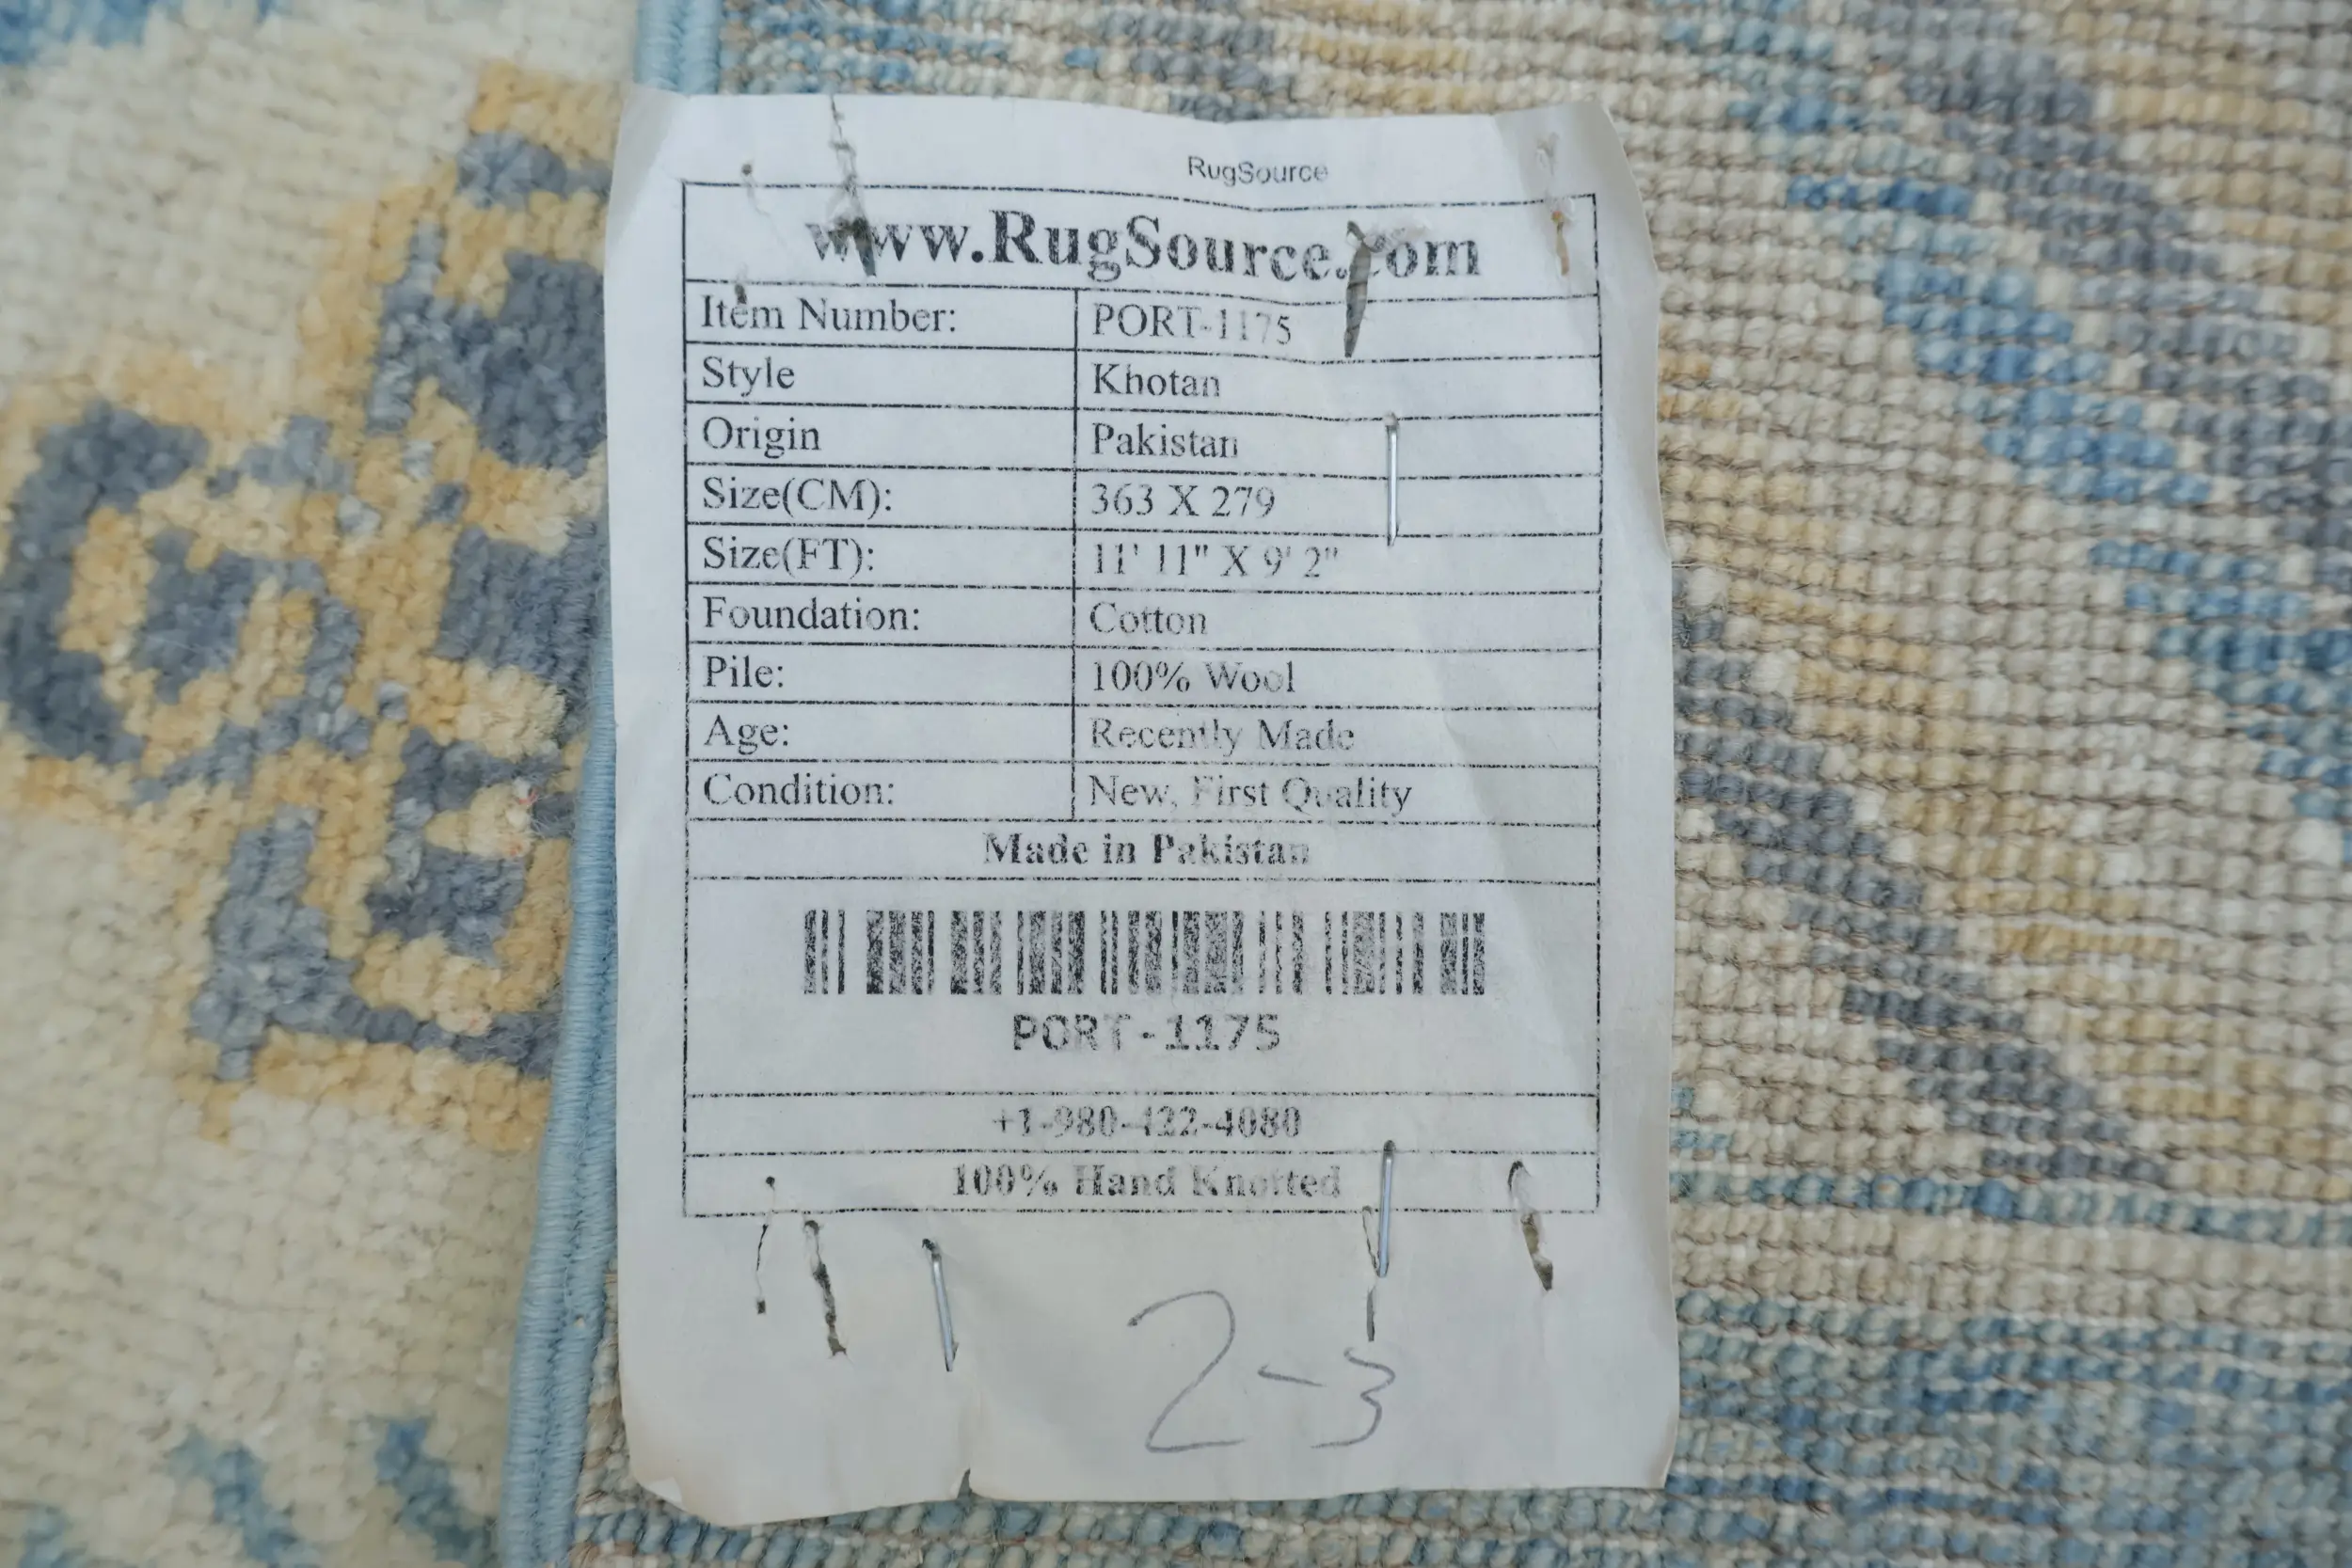 RugSource
www.RugSource.com
Item Number: PORT-1175
Style Khotan
Origin Pakistan
Size(CM): 363 X 279
Size(FT): 11' 11" X 9' 2"
Foundation: Cotton
Pile: 100% Wool
Age: Recently Made
Condition: New, First Quality
Made in Pakistan
PORT-1175
+1-980-422-4080
100% Hand Knotted
2-3